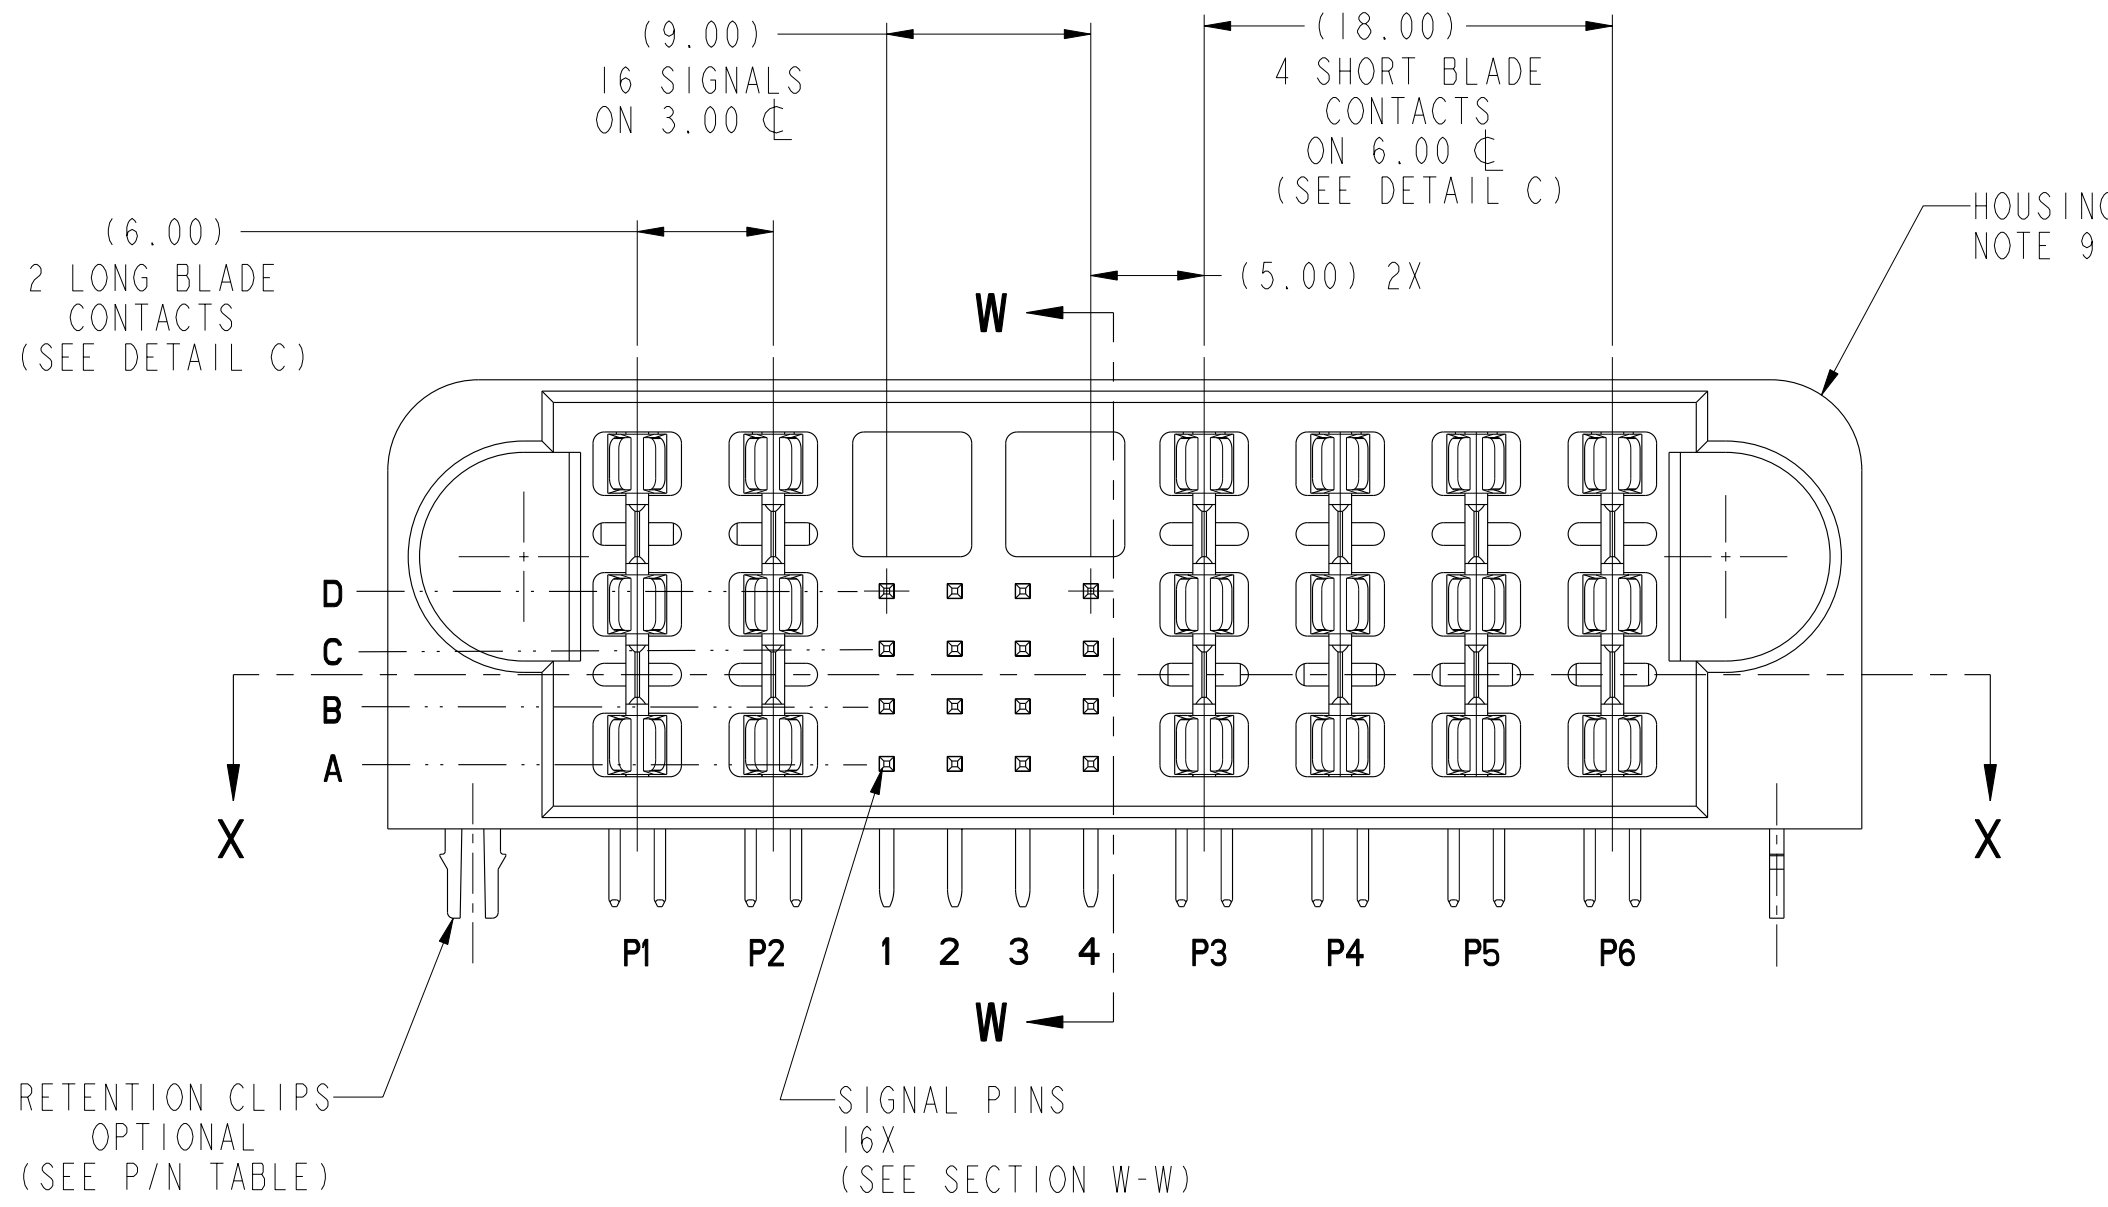 (9.00)
16 SIGNALS
ON 3.00 ℄
(18.00)
4 SHORT BLADE
CONTACTS
ON 6.00 ℄
(SEE DETAIL C)
(6.00)
2 LONG BLADE
CONTACTS
(SEE DETAIL C)
(5.00) 2X
HOUSING
NOTE 9
W
D
C
B
A
X
X
P1 P2 1 2 3 4 P3 P4 P5 P6
W
RETENTION CLIPS
OPTIONAL
(SEE P/N TABLE)
SIGNAL PINS
16X
(SEE SECTION W-W)